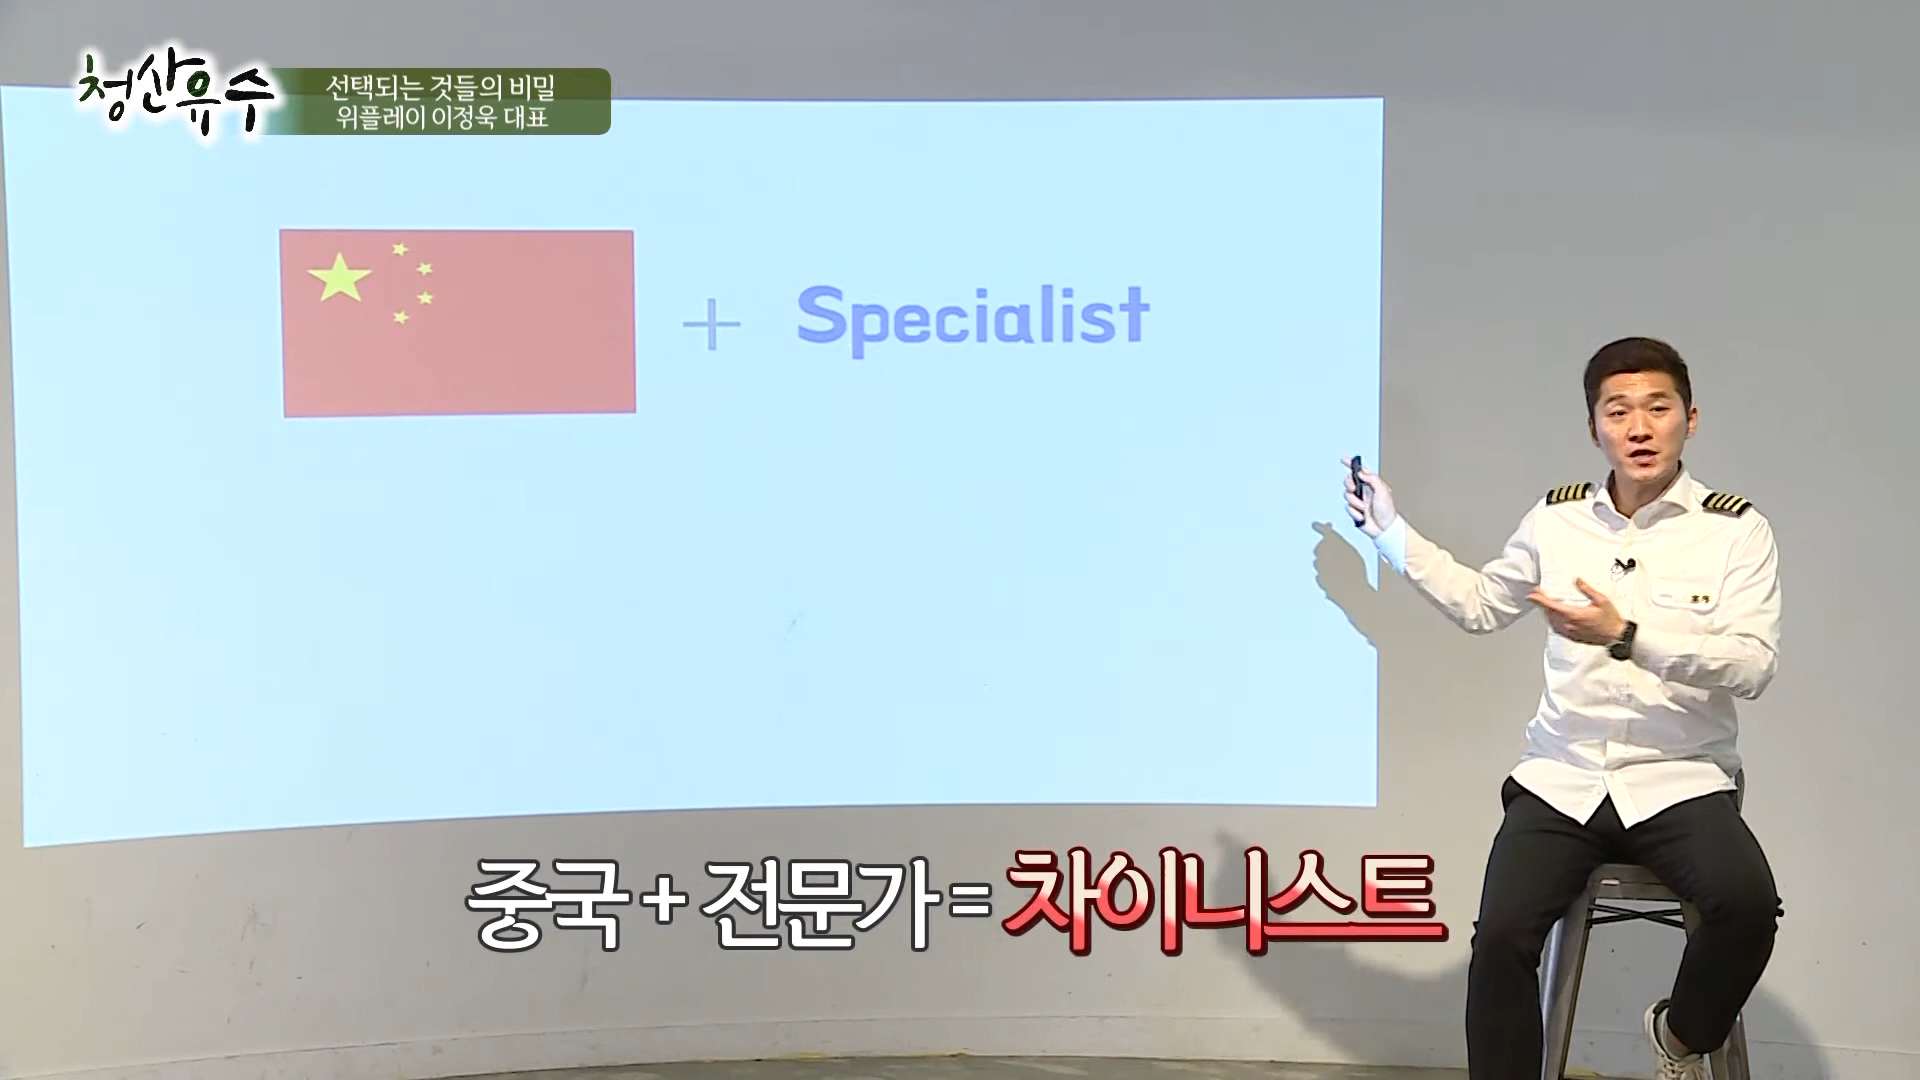 청산유수
선택되는 것들의 비밀
위플레이 이정욱 대표
+ Specialist
중국+전문가=차이니스트